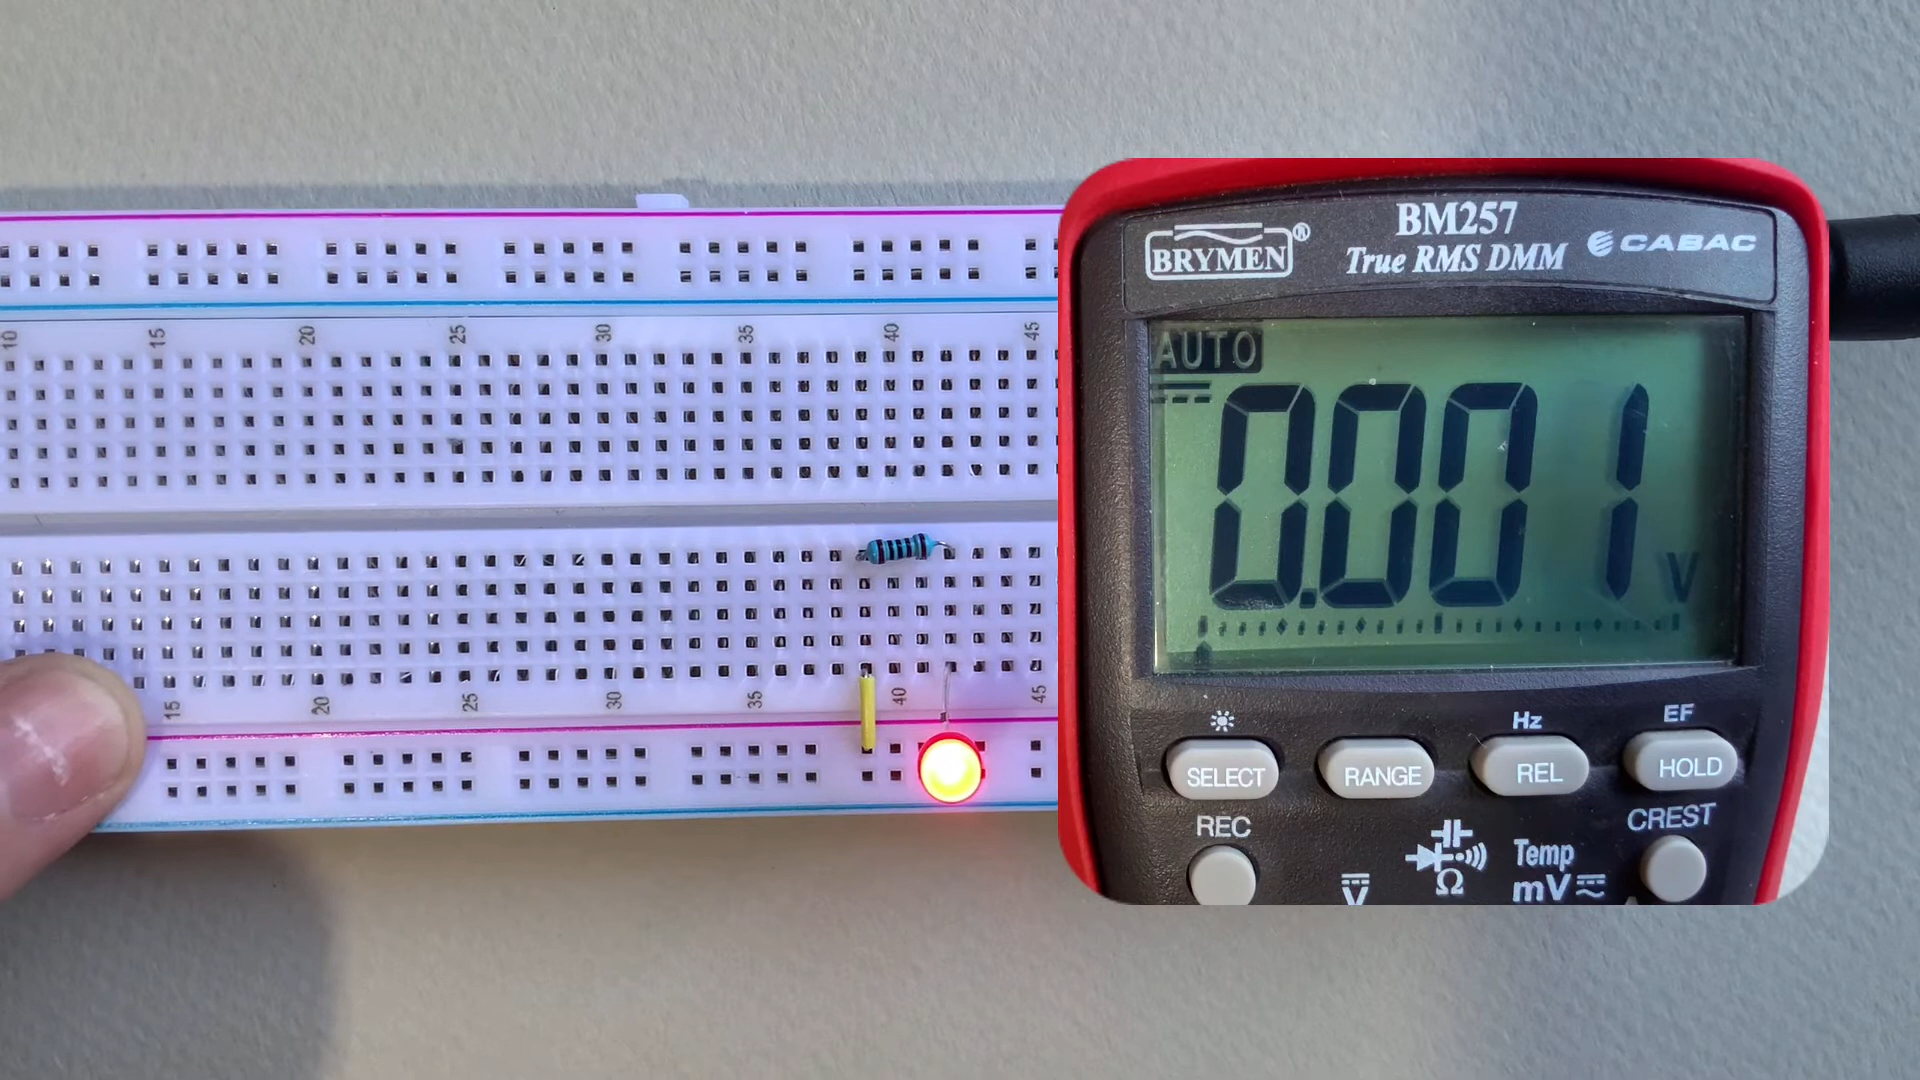 10 15 20 25 30 35 40 45
15 20 25 30 35 40 45
BRYMEN®
BM257
True RMS DMM
CABAC
AUTO
0.001 V
Hz EF
SELECT RANGE REL HOLD
REC CREST
Ω Temp
V mV